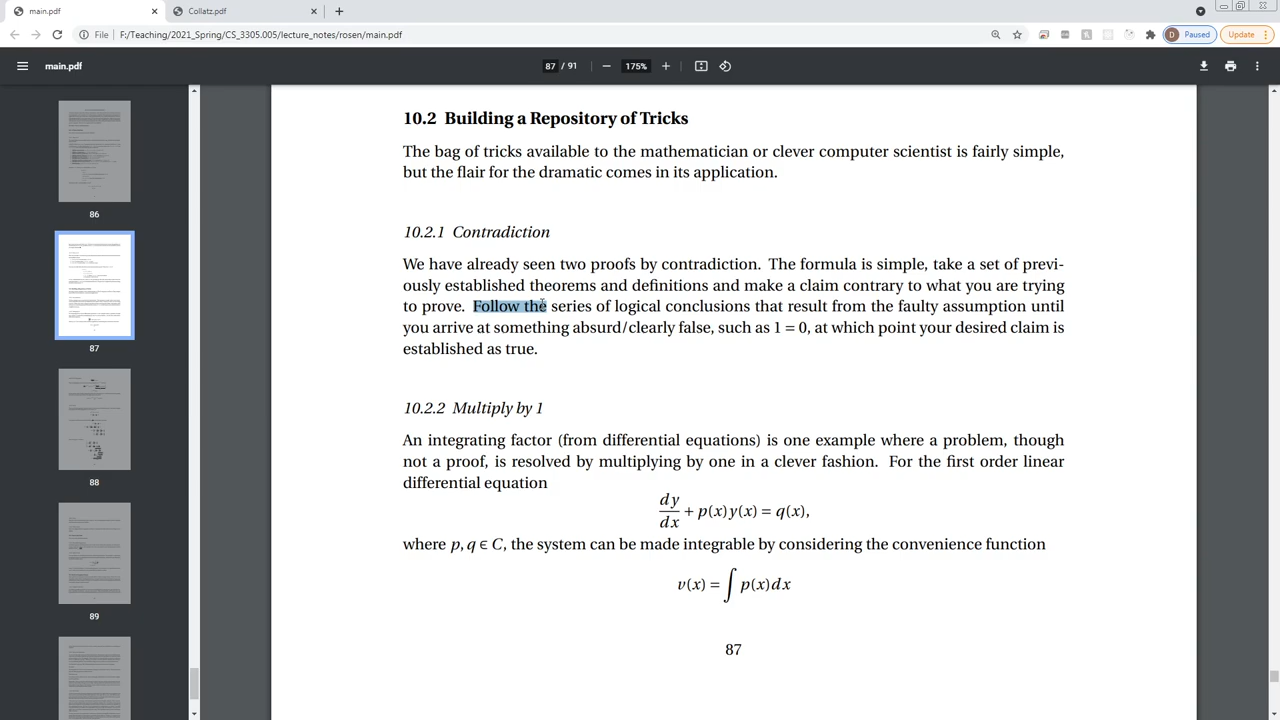 main.pdf
Collatz.pdf
File
F:/Teaching/2021_Spring/CS_3305.005/lecture_notes/rosen/main.pdf
D
Paused
Update
main.pdf
87 / 91
175%
86
87
88
89
10.2 Building a Repository of Tricks
The bag of tricks available to the mathematician or mere computer scientist is fairly simple,
but the flair for the dramatic comes in its application.
10.2.1 Contradiction
We have already seen two proofs by contradiction. The formula is simple, take a set of previ-
ously established theorems and definitions and make a claim contrary to what you are trying
to prove. Follow the series of logical conclusions that result from the faulty assumption until
you arrive at something absurd/clearly false, such as 1 = 0, at which point your desired claim is
established as true.
10.2.2 Multiply by 1
An integrating factor (from differential equations) is one example where a problem, though
not a proof, is resolved by multiplying by one in a clever fashion. For the first order linear
differential equation
dy/dx + p(x)y(x) = q(x),
where p, q ∈ C, the system can be made integrable by considering the convenience function
v(x) = ∫ p(x)dx
87